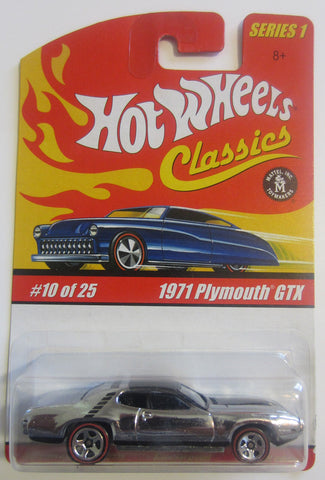 SERIES 1
8+
HOT WHEELS
Classics
MATTEL, INC.
M
TOYMAKERS
#10 of 25
1971 Plymouth® GTX